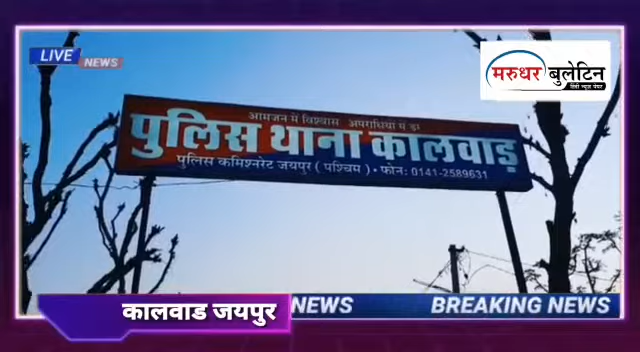 LIVE
NEWS
मरुधर बुलेटिन
हिंदी न्यूज़ पेपर
आमजन में विश्वास अपराधियों में डर
पुलिस थाना कालवाड़
पुलिस कमिश्नरेट जयपुर ( पश्चिम ) • फोन: 0141-2589631
कालवाड जयपुर
NEWS
BREAKING NEWS